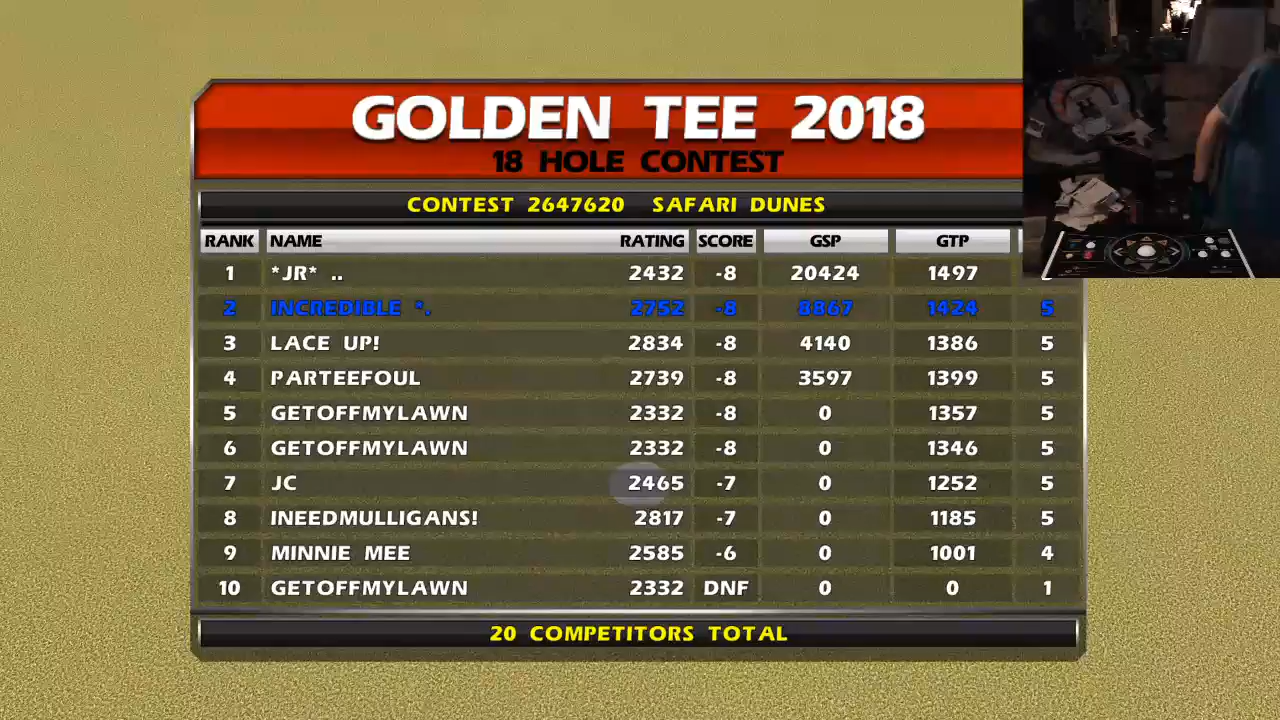 GOLDEN TEE 2018
18 HOLE CONTEST
CONTEST 2647620 SAFARI DUNES
RANK NAME RATING SCORE GSP GTP
1 *JR* .. 2432 -8 20424 1497
2 INCREDIBLE *. 2752 -8 8867 1424 5
3 LACE UP! 2834 -8 4140 1386 5
4 PARTEEFOUL 2739 -8 3597 1399 5
5 GETOFFMYLAWN 2332 -8 0 1357 5
6 GETOFFMYLAWN 2332 -8 0 1346 5
7 JC 2465 -7 0 1252 5
8 INEEDMULLIGANS! 2817 -7 0 1185 5
9 MINNIE MEE 2585 -6 0 1001 4
10 GETOFFMYLAWN 2332 DNF 0 0 1
20 COMPETITORS TOTAL